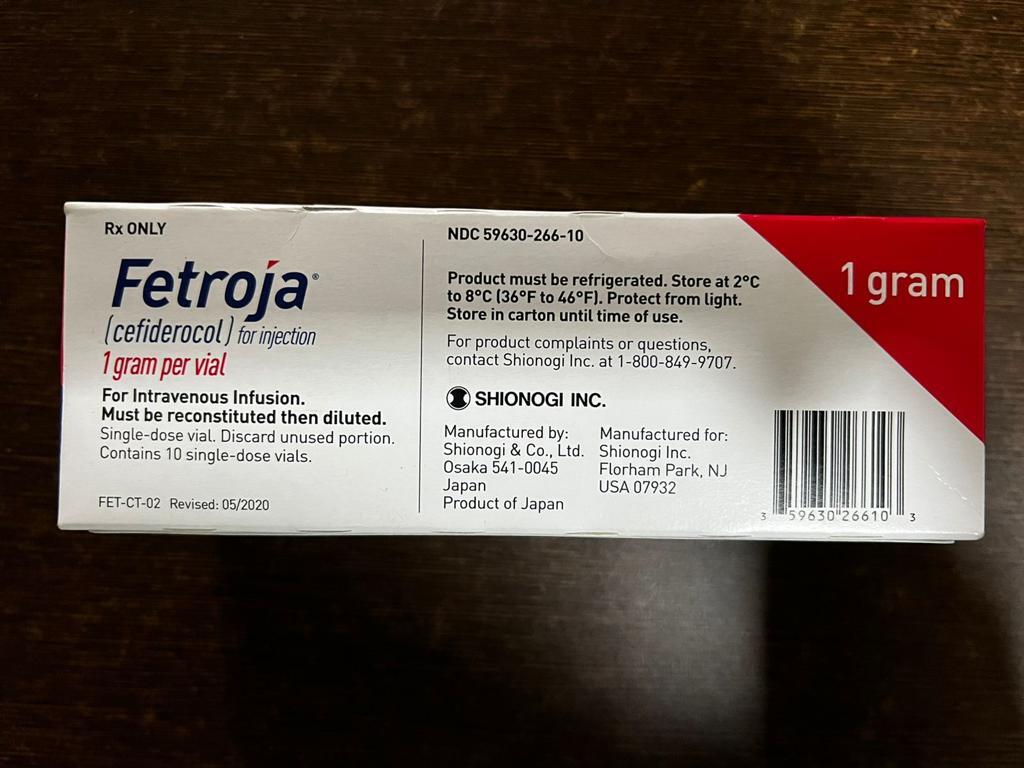 Rx ONLY
Fetroja®
(cefiderocol) for injection
1 gram per vial
For Intravenous Infusion.
Must be reconstituted then diluted.
Single-dose vial. Discard unused portion.
Contains 10 single-dose vials.
FET-CT-02 Revised: 05/2020
NDC 59630-266-10
Product must be refrigerated. Store at 2°C
to 8°C (36°F to 46°F). Protect from light.
Store in carton until time of use.
For product complaints or questions,
contact Shionogi Inc. at 1-800-849-9707.
SHIONOGI INC.
Manufactured by:
Shionogi & Co., Ltd.
Osaka 541-0045
Japan
Product of Japan
Manufactured for:
Shionogi Inc.
Florham Park, NJ
USA 07932
1 gram
3 59630 26610 3